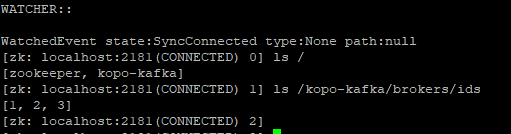 WATCHER::
WatchedEvent state:SyncConnected type:None path:null
[zk: localhost:2181(CONNECTED) 0] ls /
[zookeeper, kopo-kafka]
[zk: localhost:2181(CONNECTED) 1] ls /kopo-kafka/brokers/ids
[1, 2, 3]
[zk: localhost:2181(CONNECTED) 2]